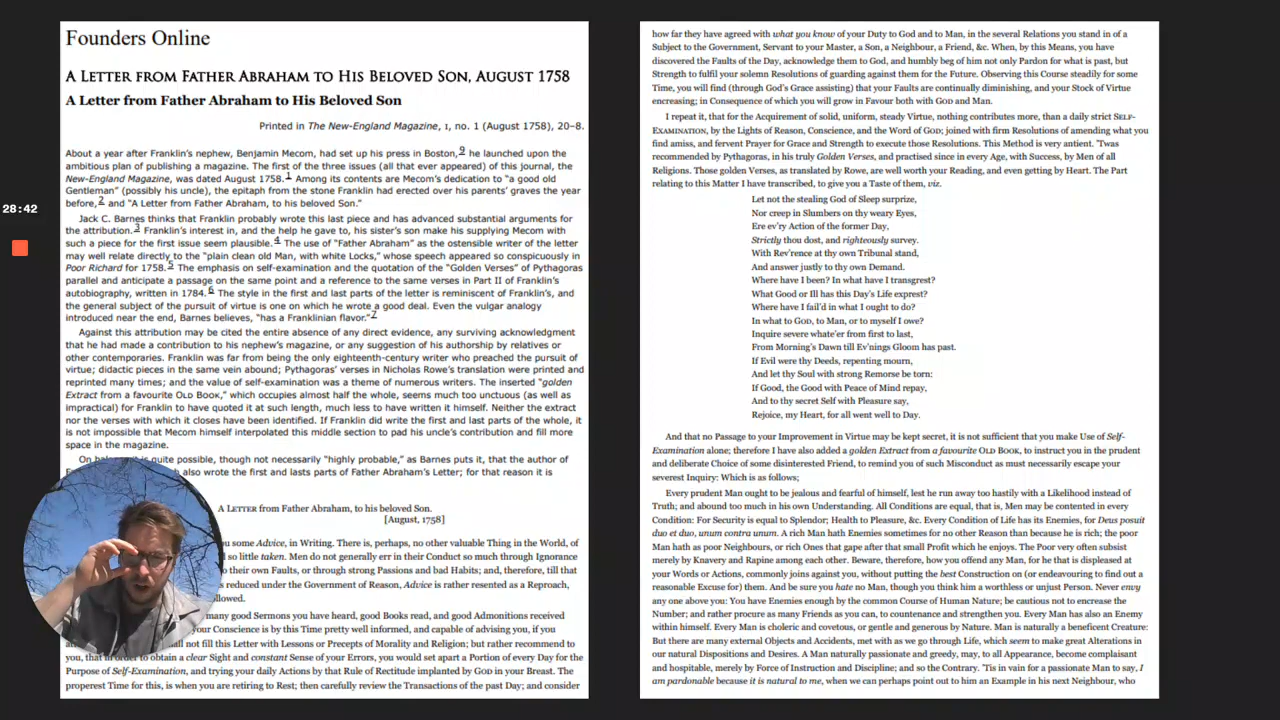 Founders Online
A LETTER FROM FATHER ABRAHAM TO HIS BELOVED SON, AUGUST 1758
A Letter from Father Abraham to His Beloved Son
Printed in The New-England Magazine, I, no. 1 (August 1758), 20–8.
About a year after Franklin's nephew, Benjamin Mecom, had set up his press in Boston,9 he launched upon the
ambitious plan of publishing a magazine. The first of the three issues (all that ever appeared) of this journal, the
New-England Magazine, was dated August 1758.1 Among its contents are Mecom's dedication to "a good old
Gentleman" (possibly his uncle), the epitaph from the stone Franklin had erected over his parents' graves the year
before,2 and "A Letter from Father Abraham, to his beloved Son."
Jack C. Barnes thinks that Franklin probably wrote this last piece and has advanced substantial arguments for
the attribution.3 Franklin's interest in, and the help he gave to, his sister's son make his supplying Mecom with
such a piece for the first issue seem plausible.4 The use of "Father Abraham" as the ostensible writer of the letter
may well relate directly to the "plain clean old Man, with white Locks," whose speech appeared so conspicuously in
Poor Richard for 1758.5 The emphasis on self-examination and the quotation of the "Golden Verses" of Pythagoras
parallel and anticipate a passage on the same point and a reference to the same verses in Part II of Franklin's
autobiography, written in 1784.6 The style in the first and last parts of the letter is reminiscent of Franklin's, and
the general subject of the pursuit of virtue is one on which he wrote a good deal. Even the vulgar analogy
introduced near the end, Barnes believes, "has a Franklinian flavor."7
Against this attribution may be cited the entire absence of any direct evidence, any surviving acknowledgment
that he had made a contribution to his nephew's magazine, or any suggestion of his authorship by relatives or
other contemporaries. Franklin was far from being the only eighteenth-century writer who preached the pursuit of
virtue; didactic pieces in the same vein abound; Pythagoras' verses in Nicholas Rowe's translation were printed and
reprinted many times; and the value of self-examination was a theme of numerous writers. The inserted "golden
Extract from a favourite OLD BOOK," which occupies almost half the whole, seems much too unctuous (as well as
impractical) for Franklin to have quoted it at such length, much less to have written it himself. Neither the extract
nor the verses with which it closes have been identified. If Franklin did write the first and last parts of the whole, it
is not impossible that Mecom himself interpolated this middle section to pad his uncle's contribution and fill more
space in the magazine.
On bala it is quite possible, though not necessarily "highly probable," as Barnes puts it, that the author of
also wrote the first and lasts parts of Father Abraham's Letter; for that reason it is
A LETTER from Father Abraham, to his beloved Son.
[August, 1758]
some Advice, in Writing. There is, perhaps, no other valuable Thing in the World, of
so little taken. Men do not generally err in their Conduct so much through Ignorance
to their own Faults, or through strong Passions and bad Habits; and, therefore, till that
reduced under the Government of Reason, Advice is rather resented as a Reproach,
many good Sermons you have heard, good Books read, and good Admonitions received
your Conscience is by this Time pretty well informed, and capable of advising you, if you
not fill this Letter with Lessons or Precepts of Morality and Religion; but rather recommend to
you, that in order to obtain a clear Sight and constant Sense of your Errors, you would set apart a Portion of every Day for the
Purpose of Self-Examination, and trying your daily Actions by that Rule of Rectitude implanted by GOD in your Breast. The
properest Time for this, is when you are retiring to Rest; then carefully review the Transactions of the past Day; and consider
how far they have agreed with what you know of your Duty to God and to Man, in the several Relations you stand in of a
Subject to the Government, Servant to your Master, a Son, a Neighbour, a Friend, &c. When, by this Means, you have
discovered the Faults of the Day, acknowledge them to God, and humbly beg of him not only Pardon for what is past, but
Strength to fulfil your solemn Resolutions of guarding against them for the Future. Observing this Course steadily for some
Time, you will find (through God's Grace assisting) that your Faults are continually diminishing, and your Stock of Virtue
encreasing; in Consequence of which you will grow in Favour both with GOD and Man.
I repeat it, that for the Acquirement of solid, uniform, steady Virtue, nothing contributes more, than a daily strict SELF-
EXAMINATION, by the Lights of Reason, Conscience, and the Word of GOD; joined with firm Resolutions of amending what you
find amiss, and fervent Prayer for Grace and Strength to execute those Resolutions. This Method is very antient. 'Twas
recommended by Pythagoras, in his truly Golden Verses, and practised since in every Age, with Success, by Men of all
Religions. Those golden Verses, as translated by Rowe, are well worth your Reading, and even getting by Heart. The Part
relating to this Matter I have transcribed, to give you a Taste of them, viz.
Let not the stealing God of Sleep surprize,
Nor creep in Slumbers on thy weary Eyes,
Ere ev'ry Action of the former Day,
Strictly thou dost, and righteously survey.
With Rev'rence at thy own Tribunal stand,
And answer justly to thy own Demand.
Where have I been? In what have I transgrest?
What Good or Ill has this Day's Life exprest?
Where have I fail'd in what I ought to do?
In what to GOD, to Man, or to myself I owe?
Inquire severe whate'er from first to last,
From Morning's Dawn till Ev'nings Gloom has past.
If Evil were thy Deeds, repenting mourn,
And let thy Soul with strong Remorse be torn:
If Good, the Good with Peace of Mind repay,
And to thy secret Self with Pleasure say,
Rejoice, my Heart, for all went well to Day.
And that no Passage to your Improvement in Virtue may be kept secret, it is not sufficient that you make Use of Self-
Examination alone; therefore I have also added a golden Extract from a favourite OLD BOOK, to instruct you in the prudent
and deliberate Choice of some disinterested Friend, to remind you of such Misconduct as must necessarily escape your
severest Inquiry: Which is as follows;
Every prudent Man ought to be jealous and fearful of himself, lest he run away too hastily with a Likelihood instead of
Truth; and abound too much in his own Understanding. All Conditions are equal, that is, Men may be contented in every
Condition: For Security is equal to Splendor; Health to Pleasure, &c. Every Condition of Life has its Enemies, for Deus posuit
duo et duo, unum contra unum. A rich Man hath Enemies sometimes for no other Reason than because he is rich; the poor
Man hath as poor Neighbours, or rich Ones that gape after that small Profit which he enjoys. The Poor very often subsist
merely by Knavery and Rapine among each other. Beware, therefore, how you offend any Man, for he that is displeased at
your Words or Actions, commonly joins against you, without putting the best Construction on (or endeavouring to find out a
reasonable Excuse for) them. And be sure you hate no Man, though you think him a worthless or unjust Person. Never envy
any one above you: You have Enemies enough by the common Course of Human Nature; be cautious not to encrease the
Number; and rather procure as many Friends as you can, to countenance and strengthen you. Every Man has also an Enemy
within himself. Every Man is choleric and covetous, or gentle and generous by Nature. Man is naturally a beneficent Creature:
But there are many external Objects and Accidents, met with as we go through Life, which seem to make great Alterations in
our natural Dispositions and Desires. A Man naturally passionate and greedy, may, to all Appearance, become complaisant
and hospitable, merely by Force of Instruction and Discipline; and so the Contrary. 'Tis in vain for a passionate Man to say, I
am pardonable because it is natural to me, when we can perhaps point out to him an Example in his next Neighbour, who
28:42